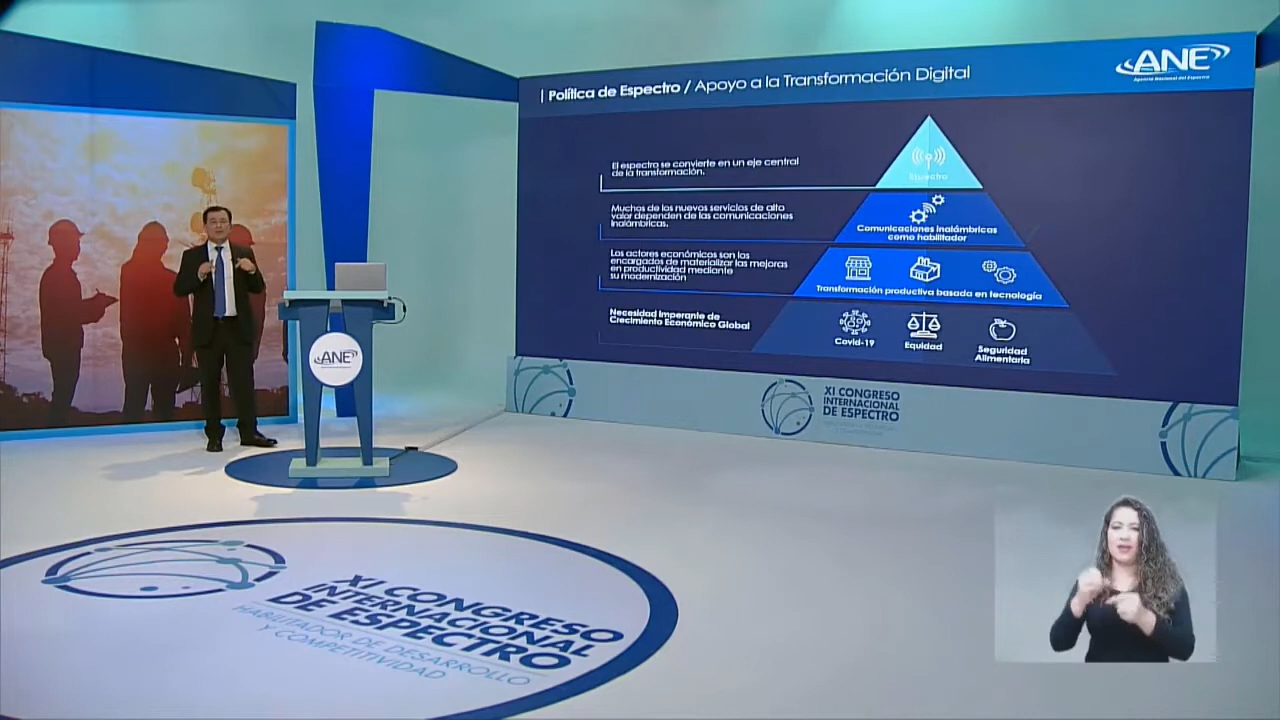 | Política de Espectro / Apoyo a la Transformación Digital
ANE
Agencia Nacional del Espectro
El espectro se convierte en un eje central
de la transformación.
Espectro
Muchos de los nuevos servicios de alto
valor dependen de las comunicaciones
inalámbricas.
Comunicaciones inalámbricas
como habilitador
Los actores económicos son los
encargados de materializar las mejoras
en productividad mediante
su modernización
Transformación productiva basada en tecnología
Necesidad Imperante de
Crecimiento Económico Global
Covid-19
Equidad
Seguridad
Alimentaria
ANE
XI CONGRESO
INTERNACIONAL
DE ESPECTRO
XI CONGRESO
INTERNACIONAL
DE ESPECTRO
HABILITADOR DE DESARROLLO
Y COMPETITIVIDAD